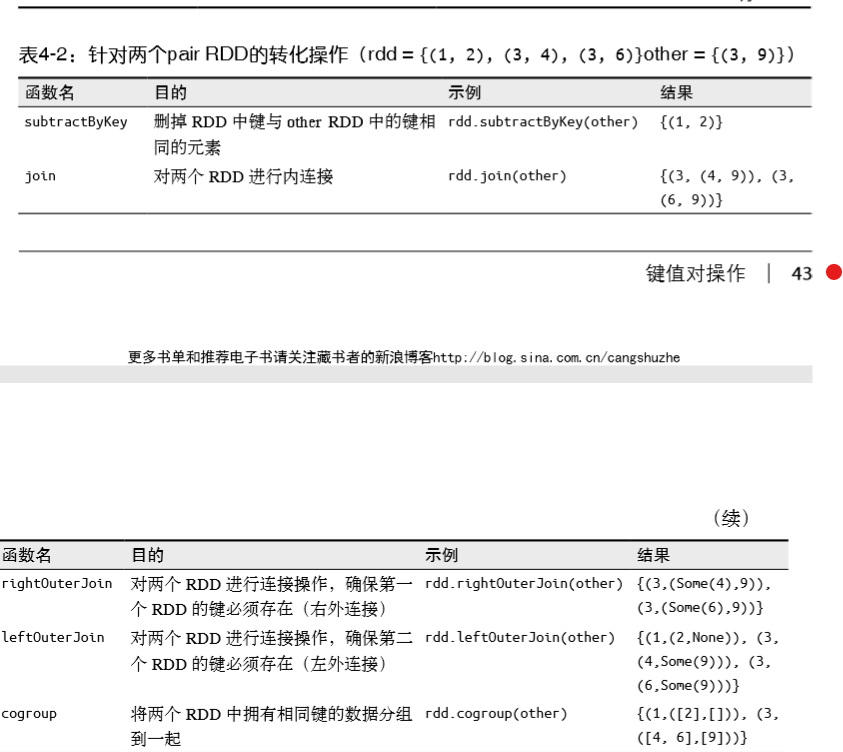 表4-2：针对两个pair RDD的转化操作（rdd = {(1, 2), (3, 4), (3, 6)}other = {(3, 9)}）
函数名 目的 示例 结果
subtractByKey 删掉 RDD 中键与 other RDD 中的键相 rdd.subtractByKey(other) {(1, 2)}
同的元素
join 对两个 RDD 进行内连接 rdd.join(other) {(3, (4, 9)), (3,
(6, 9))}
键值对操作 | 43
更多书单和推荐电子书请关注藏书者的新浪博客http://blog.sina.com.cn/cangshuzhe
（续）
函数名 目的 示例 结果
rightOuterJoin 对两个 RDD 进行连接操作，确保第一 rdd.rightOuterJoin(other) {(3,(Some(4),9)),
个 RDD 的键必须存在（右外连接） (3,(Some(6),9))}
leftOuterJoin 对两个 RDD 进行连接操作，确保第二 rdd.leftOuterJoin(other) {(1,(2,None)), (3,
个 RDD 的键必须存在（左外连接） (4,Some(9))), (3,
(6,Some(9)))}
cogroup 将两个 RDD 中拥有相同键的数据分组 rdd.cogroup(other) {(1,([2],[])), (3,
到一起 ([4, 6],[9]))}